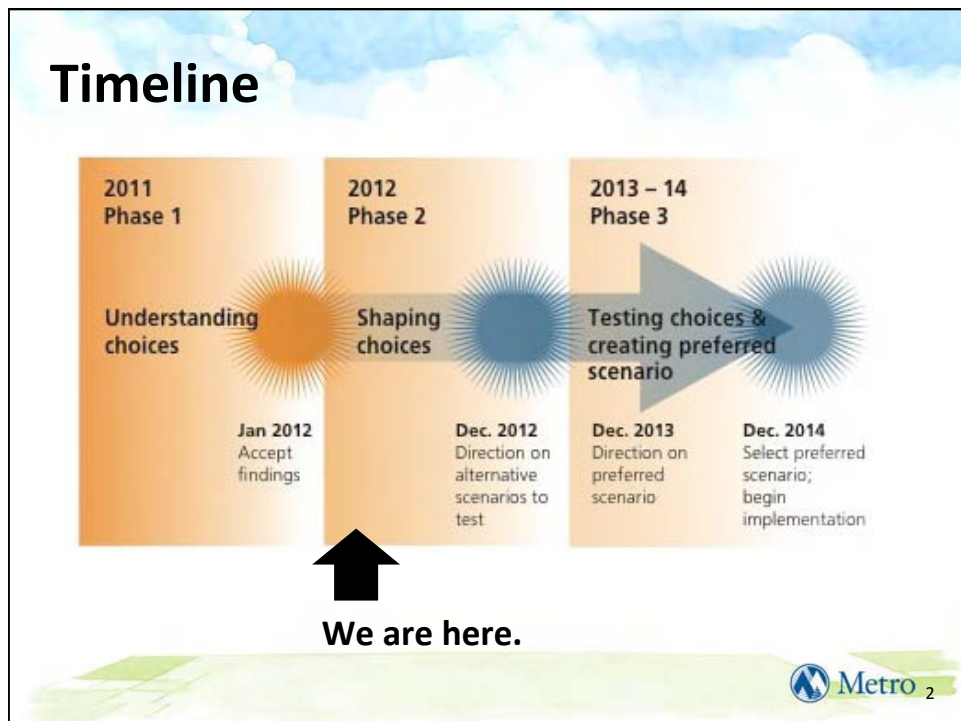 Timeline
2011
Phase 1
Understanding
choices
Jan 2012
Accept
findings
2012
Phase 2
Shaping
choices
Dec. 2012
Direction on
alternative
scenarios to
test
2013 – 14
Phase 3
Testing choices &
creating preferred
scenario
Dec. 2013
Direction on
preferred
scenario
Dec. 2014
Select preferred
scenario;
begin
implementation
We are here.
Metro
2